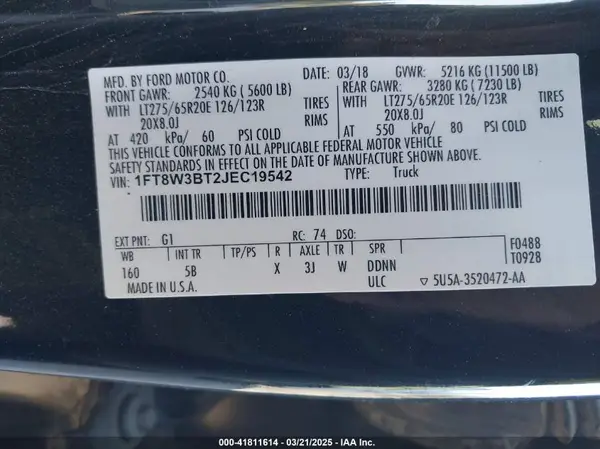 MFD. BY FORD MOTOR CO.
DATE: 03/18 GVWR: 5216 KG (11500 LB)
FRONT GAWR: 2540 KG ( 5600 LB)
REAR GAWR: 3280 KG ( 7230 LB)
WITH LT275/65R20E 126/123R TIRES
WITH LT275/65R20E 126/123R TIRES
20X8.0J RIMS
20X8.0J RIMS
AT 420 kPa/ 60 PSI COLD
AT 550 kPa/ 80 PSI COLD
THIS VEHICLE CONFORMS TO ALL APPLICABLE FEDERAL MOTOR VEHICLE
SAFETY STANDARDS IN EFFECT ON THE DATE OF MANUFACTURE SHOWN ABOVE.
VIN: 1FT8W3BT2JEC19542
TYPE: Truck
EXT PNT: G1 RC: 74 DSO:
F0488
T0928
WB INT TR TP/PS R AXLE TR SPR
160 5B X 3J W DDNN
MADE IN U.S.A. ULC ▽ 5U5A-3520472-AA
000-41811614 | 03/21/2025 | IAA Inc.